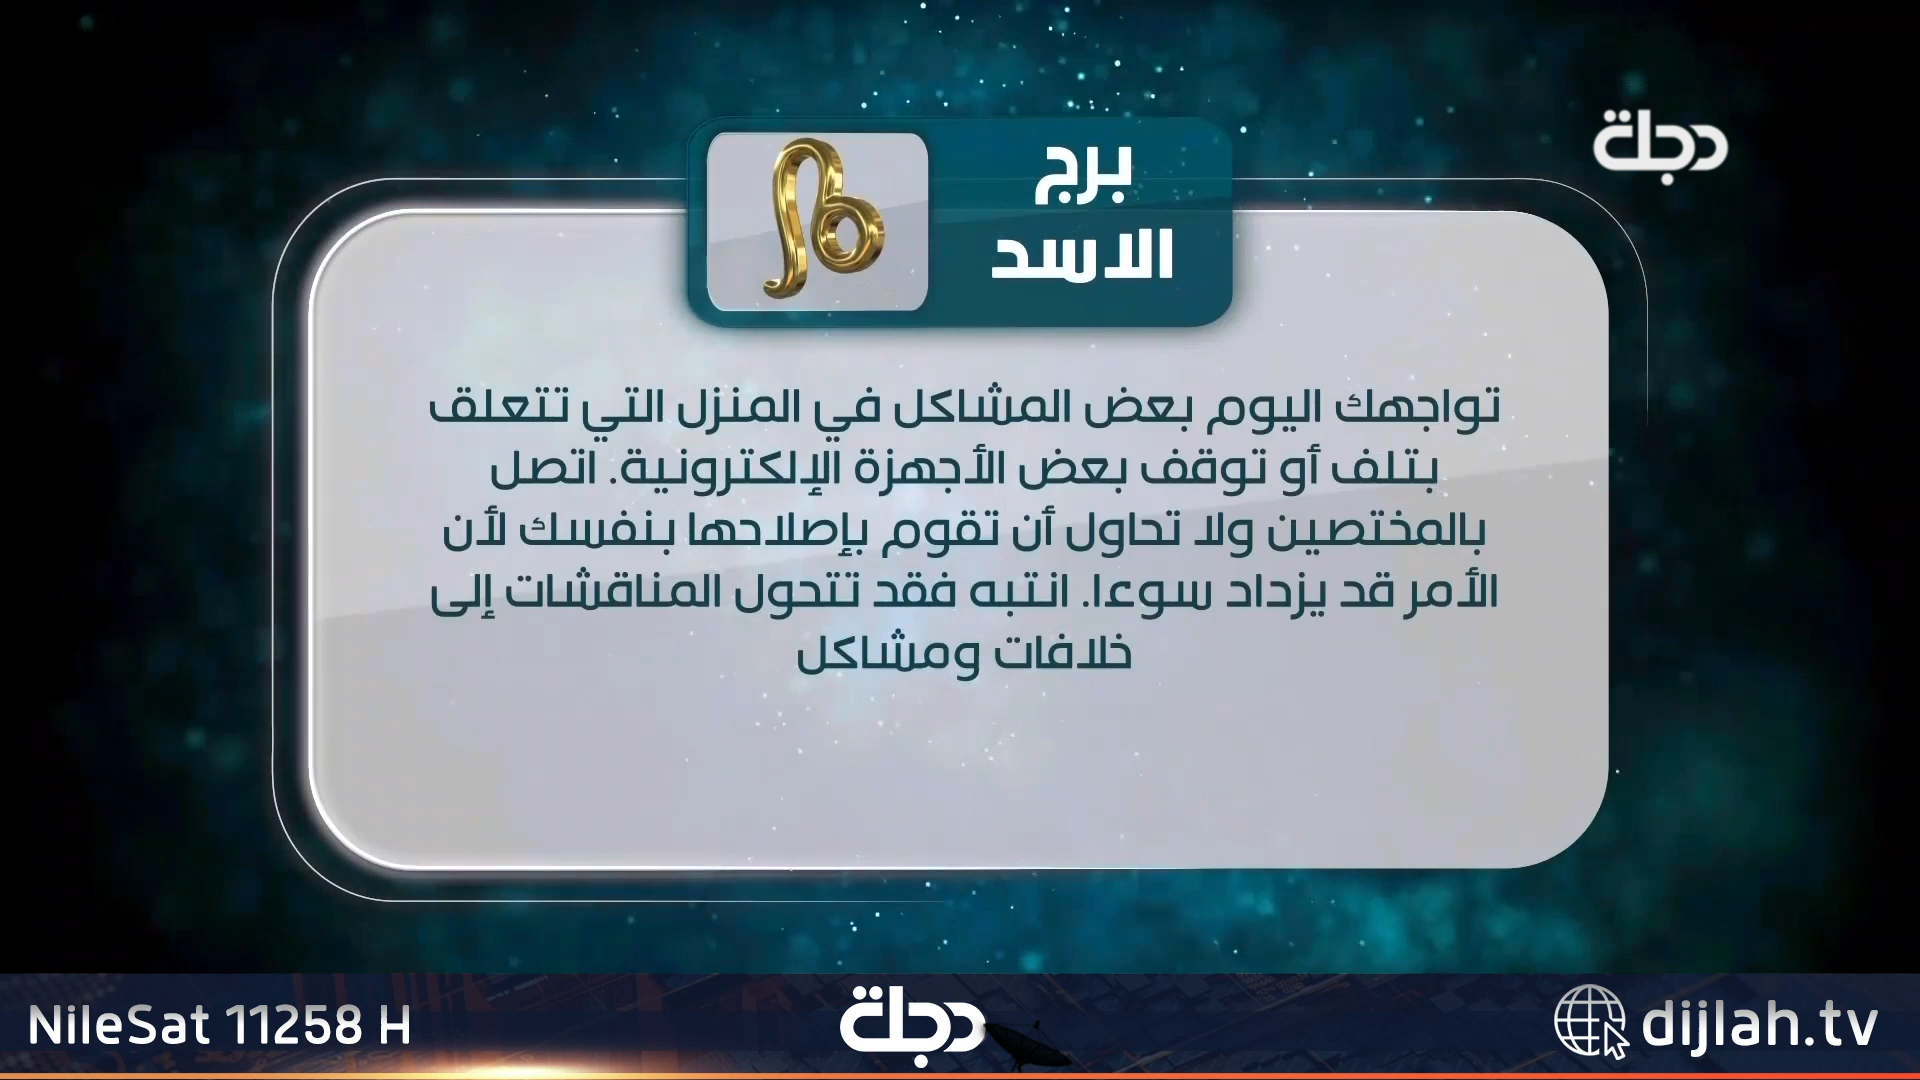 دجلة
برج
الاسد
تواجهك اليوم بعض المشاكل في المنزل التي تتعلق
بتلف أو توقف بعض الأجهزة الإلكترونية. اتصل
بالمختصين ولا تحاول أن تقوم بإصلاحها بنفسك لأن
الأمر قد يزداد سوءا. انتبه فقد تتحول المناقشات إلى
خلافات ومشاكل
NileSat 11258 H
دجلة
dijlah.tv